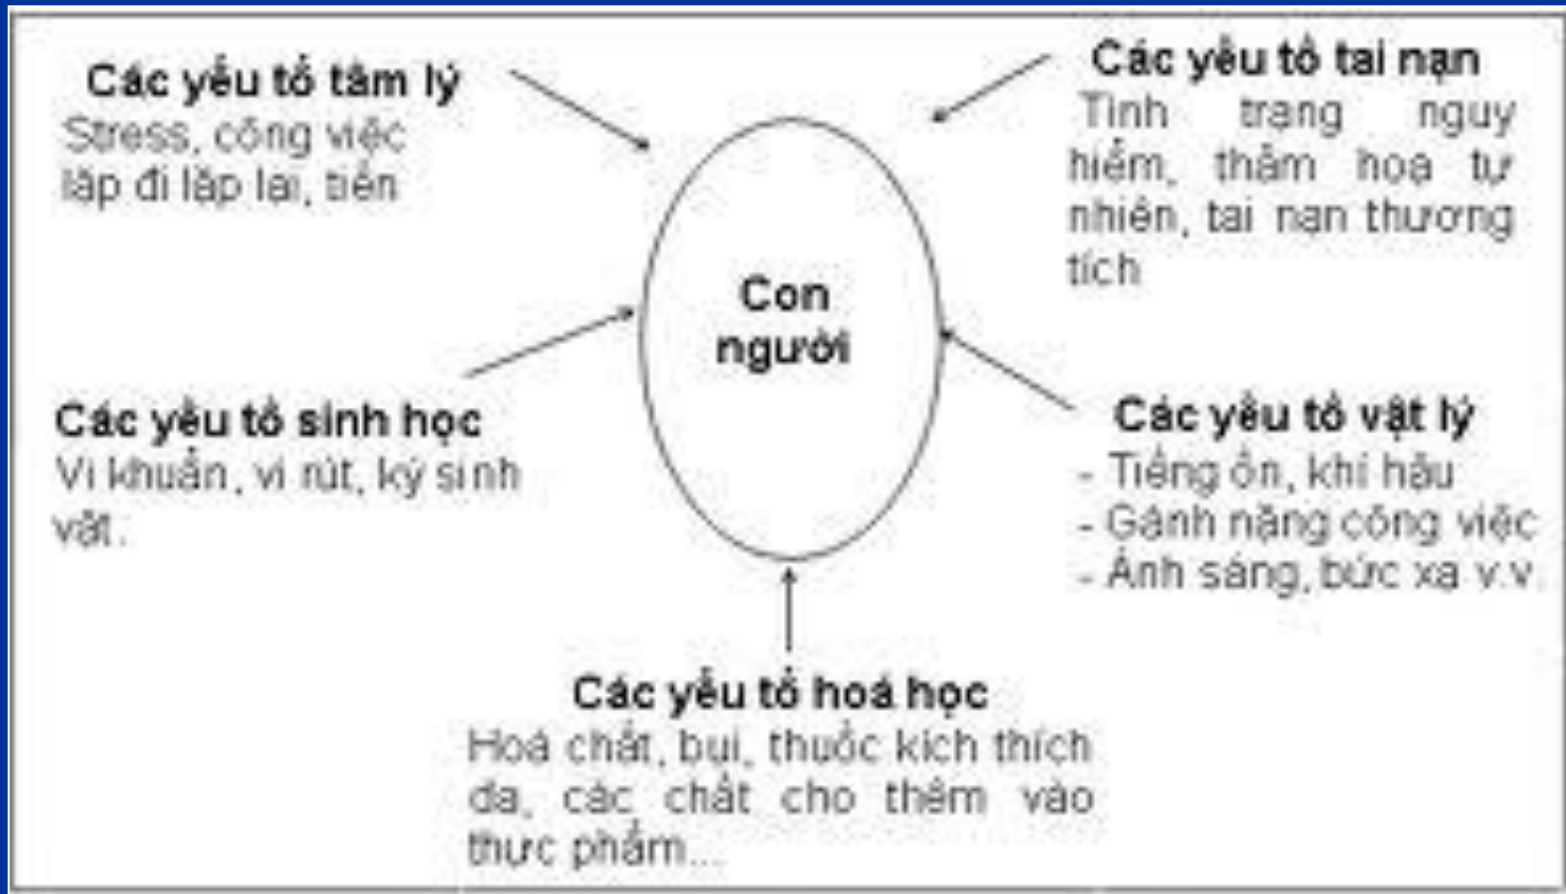 Các yếu tố tâm lý
Stress, công việc
lặp đi lặp lại, tiền
Các yếu tố tai nạn
Tình trạng nguy
hiểm, thảm hoạ tự
nhiên, tai nạn thương
tích
Con
người
Các yếu tố sinh học
Vi khuẩn, vi rút, ký sinh
vật.
Các yếu tố vật lý
- Tiếng ồn, khí hậu
- Gánh nặng công việc
- Ánh sáng, bức xạ v.v.
Các yếu tố hoá học
Hoá chất, bụi, thuốc kích thích
da, các chất cho thêm vào
thực phẩm...